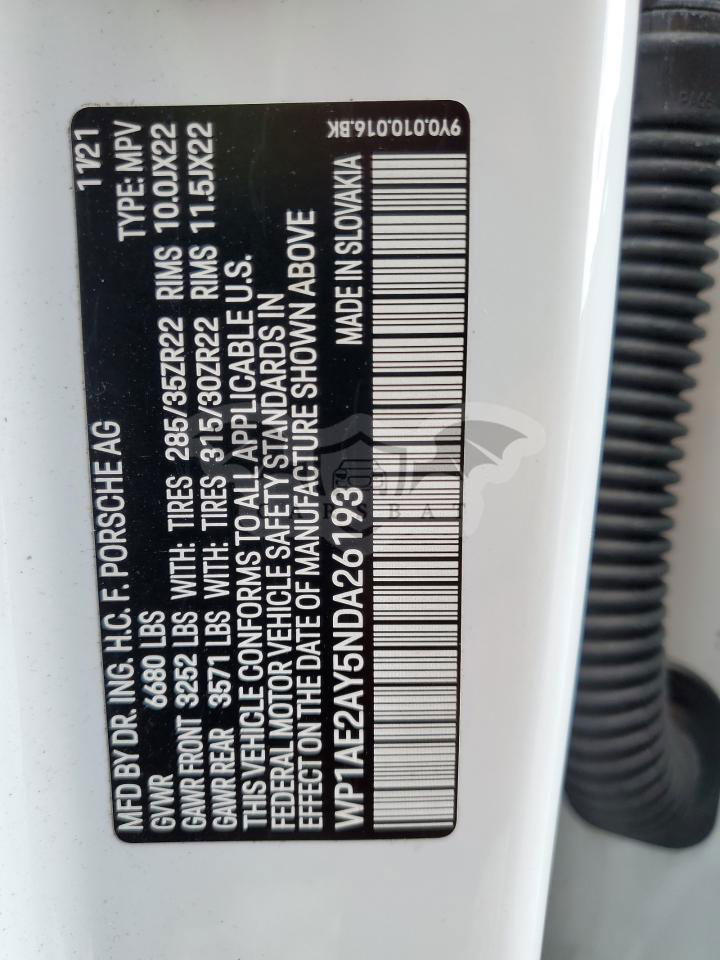 MFD BY DR. ING. H.C. F. PORSCHE AG 11/21
GVWR 6680 LBS TYPE: MPV
GAWR FRONT 3252 LBS WITH: TIRES 285/35ZR22 RIMS 10.0JX22
GAWR REAR 3571 LBS WITH: TIRES 315/30ZR22 RIMS 11.5JX22
THIS VEHICLE CONFORMS TO ALL APPLICABLE U.S.
FEDERAL MOTOR VEHICLE SAFETY STANDARDS IN
EFFECT ON THE DATE OF MANUFACTURE SHOWN ABOVE
WP1AE2AY5NDA26193 MADE IN SLOVAKIA
9Y0.010.016.BK
CARSBAT